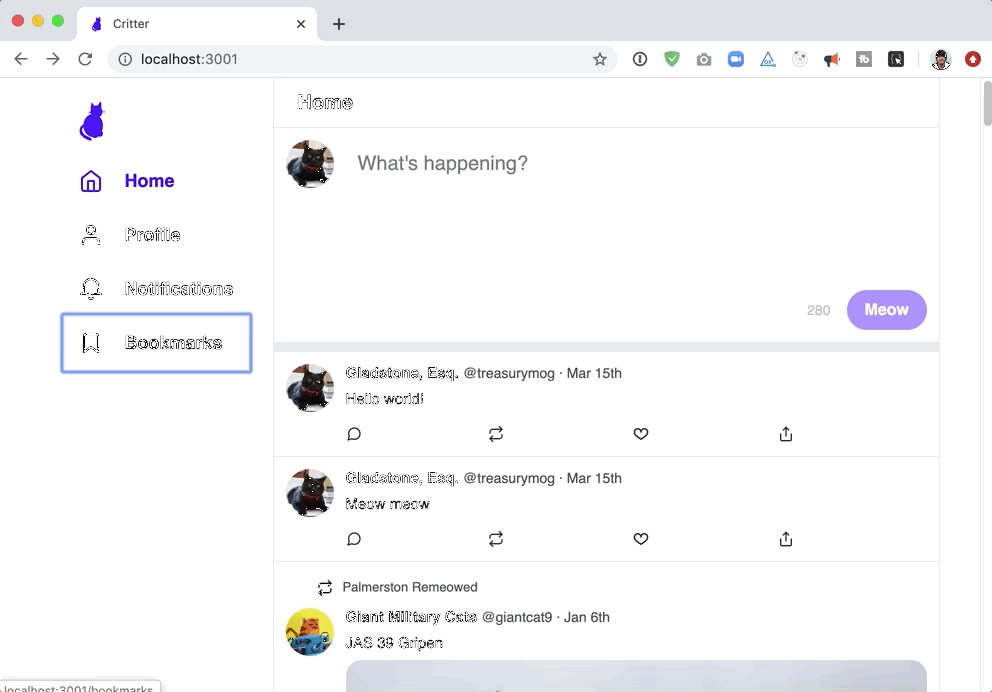 Critter
localhost:3001
Home
Home
What's happening?
Profile
Notifications
280
Meow
Bookmarks
Gladstone, Esq. @treasurymog · Mar 15th
Hello world!
Gladstone, Esq. @treasurymog · Mar 15th
Meow meow
Palmerston Remeowed
Giant Military Cats @giantcat9 · Jan 6th
JAS 39 Gripen
localhost:3001/bookmarks